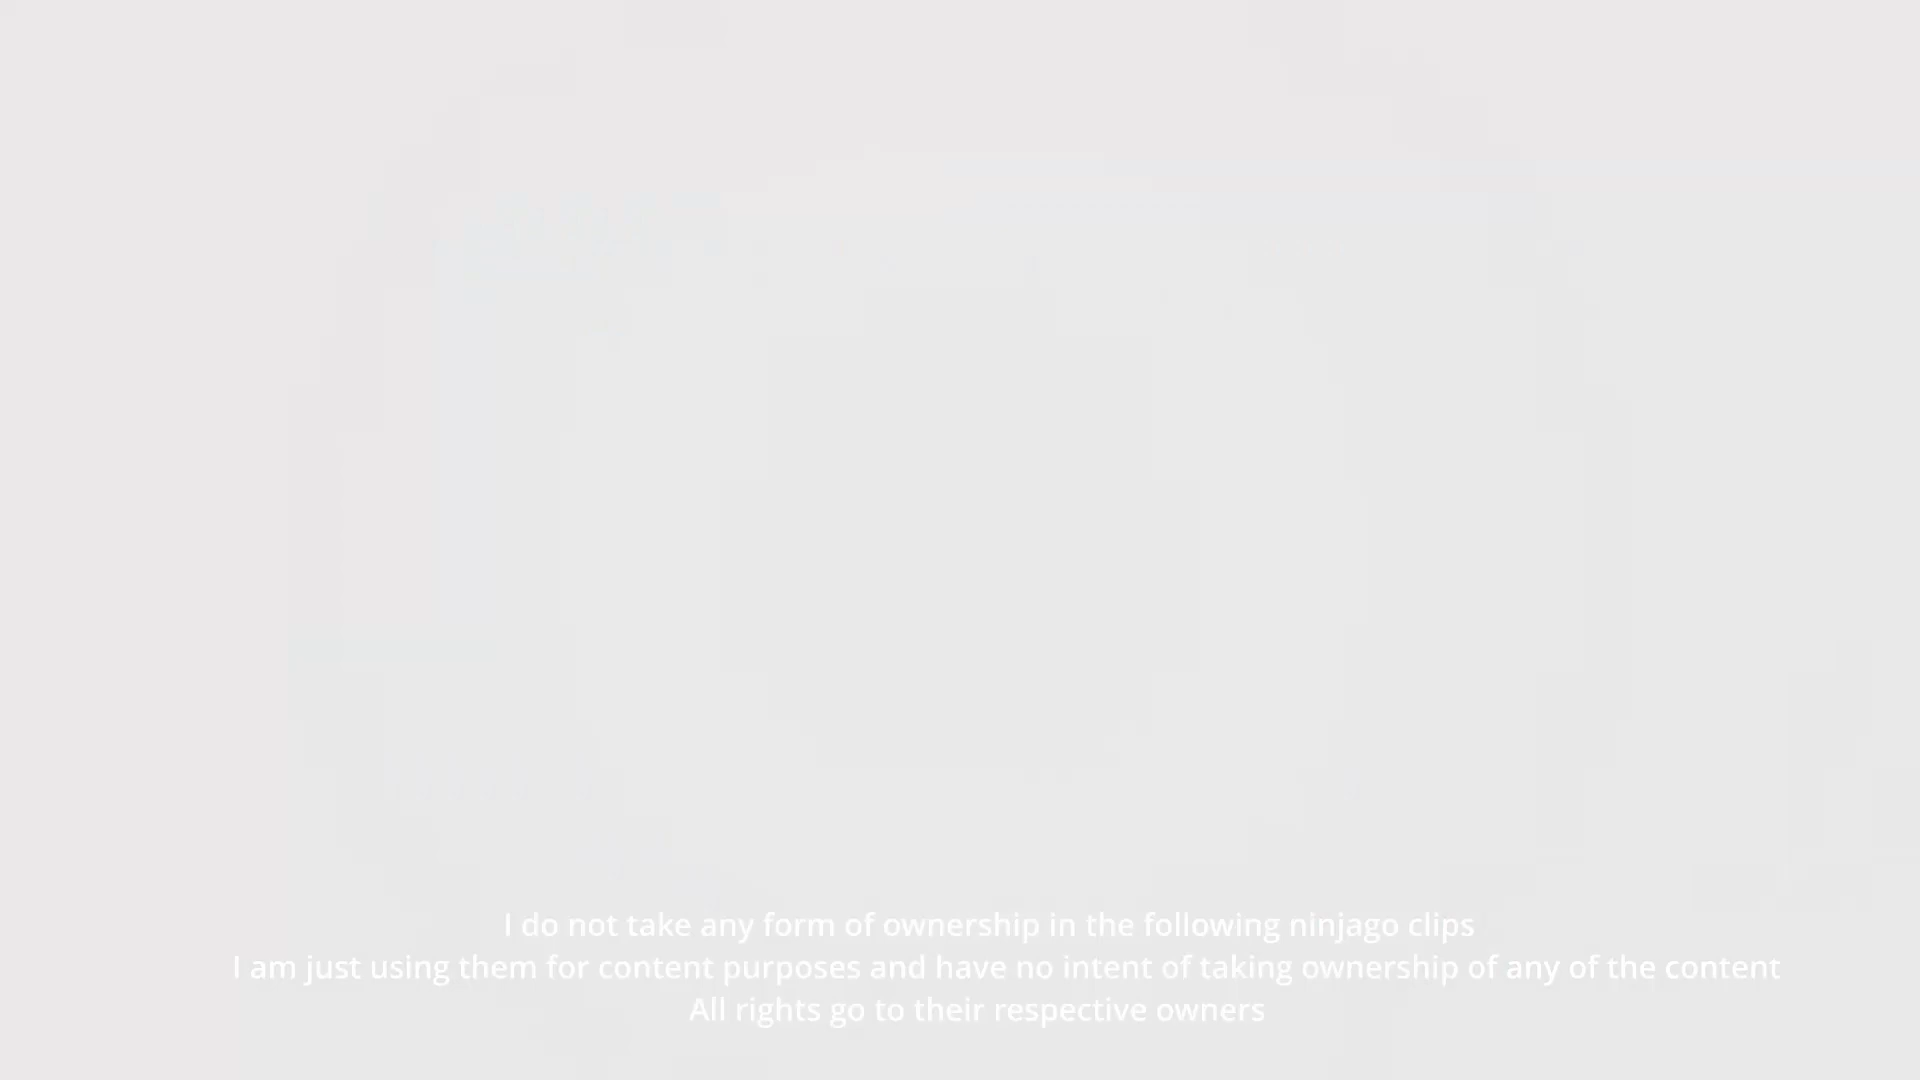 I do not take any form of ownership in the following ninjago clips
I am just using them for content purposes and have no intent of taking ownership of any of the content
All rights go to their respective owners